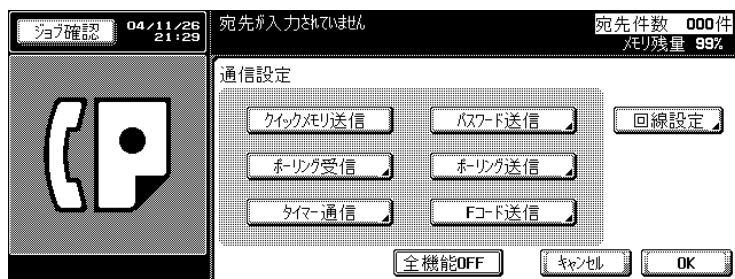 ジョブ確認
04/11/26
21:29
宛先が入力されていません
宛先件数 000件
メモリ残量 99%
通信設定
クイックメモリ送信
パスワード送信
回線設定
ポーリング受信
ポーリング送信
タイマー通信
Fコード送信
全機能OFF
キャンセル
OK